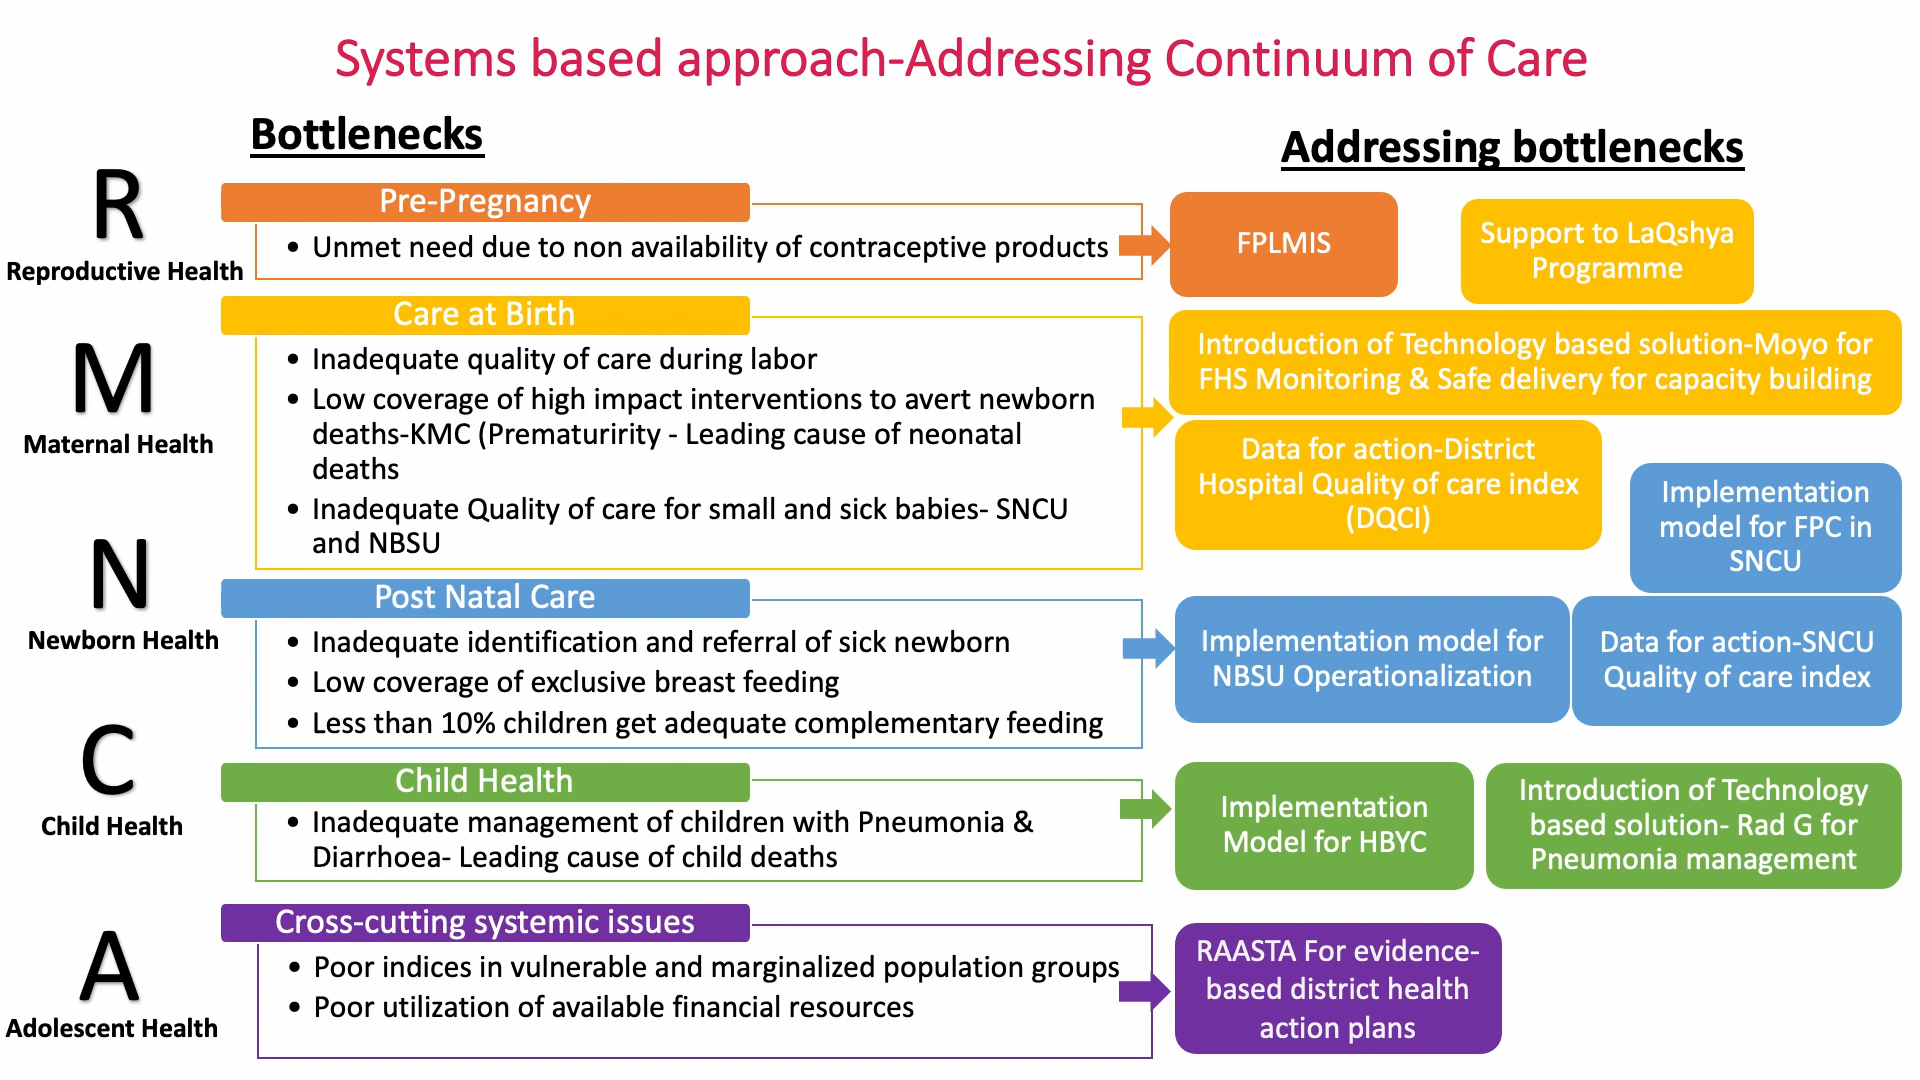 Systems based approach-Addressing Continuum of Care
Bottlenecks
Addressing bottlenecks
R
Reproductive Health
Pre-Pregnancy
• Unmet need due to non availability of contraceptive products
FPLMIS
Support to LaQshya
Programme
M
Maternal Health
Care at Birth
• Inadequate quality of care during labor
• Low coverage of high impact interventions to avert newborn
deaths-KMC (Prematuririty - Leading cause of neonatal
deaths
• Inadequate Quality of care for small and sick babies- SNCU
and NBSU
Introduction of Technology based solution-Moyo for
FHS Monitoring & Safe delivery for capacity building
Data for action-District
Hospital Quality of care index
(DQCI)
Implementation
model for FPC in
SNCU
N
Newborn Health
Post Natal Care
• Inadequate identification and referral of sick newborn
• Low coverage of exclusive breast feeding
• Less than 10% children get adequate complementary feeding
Implementation model for
NBSU Operationalization
Data for action-SNCU
Quality of care index
C
Child Health
Child Health
• Inadequate management of children with Pneumonia &
Diarrhoea- Leading cause of child deaths
Implementation
Model for HBYC
Introduction of Technology
based solution- Rad G for
Pneumonia management
A
Adolescent Health
Cross-cutting systemic issues
• Poor indices in vulnerable and marginalized population groups
• Poor utilization of available financial resources
RAASTA For evidence-
based district health
action plans